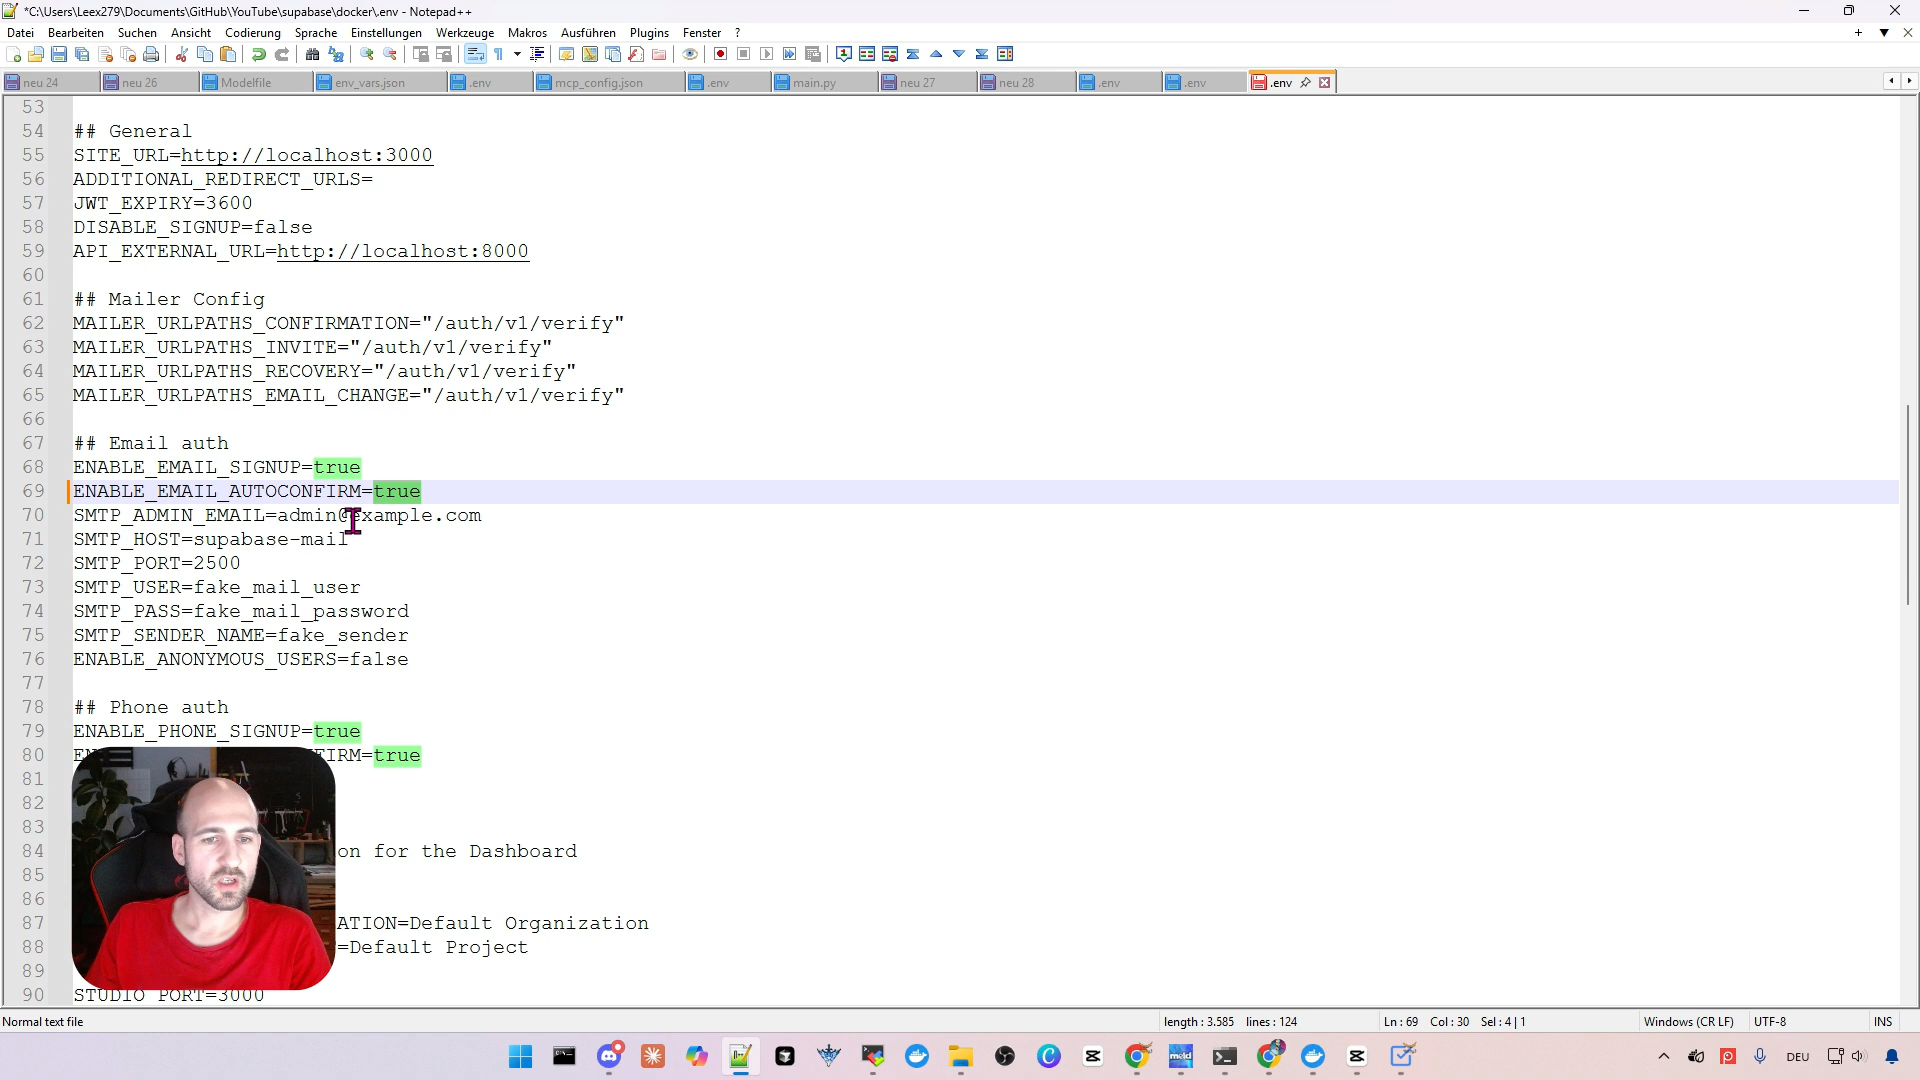 *C:\Users\Leex279\Documents\GitHub\YouTube\supabase\docker\.env - Notepad++
Datei Bearbeiten Suchen Ansicht Codierung Sprache Einstellungen Werkzeuge Makros Ausführen Plugins Fenster ?
neu 24 neu 26 Modelfile env_vars.json .env mcp_config.json .env main.py neu 27 neu 28 .env .env .env
53
54 ## General
55 SITE_URL=http://localhost:3000
56 ADDITIONAL_REDIRECT_URLS=
57 JWT_EXPIRY=3600
58 DISABLE_SIGNUP=false
59 API_EXTERNAL_URL=http://localhost:8000
60
61 ## Mailer Config
62 MAILER_URLPATHS_CONFIRMATION="/auth/v1/verify"
63 MAILER_URLPATHS_INVITE="/auth/v1/verify"
64 MAILER_URLPATHS_RECOVERY="/auth/v1/verify"
65 MAILER_URLPATHS_EMAIL_CHANGE="/auth/v1/verify"
66
67 ## Email auth
68 ENABLE_EMAIL_SIGNUP=true
69 ENABLE_EMAIL_AUTOCONFIRM=true
70 SMTP_ADMIN_EMAIL=admin@example.com
71 SMTP_HOST=supabase-mail
72 SMTP_PORT=2500
73 SMTP_USER=fake_mail_user
74 SMTP_PASS=fake_mail_password
75 SMTP_SENDER_NAME=fake_sender
76 ENABLE_ANONYMOUS_USERS=false
77
78 ## Phone auth
79 ENABLE_PHONE_SIGNUP=true
80 =true
81
82
83
84 on for the Dashboard
85
86
87 ATION=Default Organization
88 =Default Project
89
90 STUDIO_PORT=3000
Normal text file length : 3.585 lines : 124 Ln : 69 Col : 30 Sel : 4 | 1 Windows (CR LF) UTF-8 INS
DEU